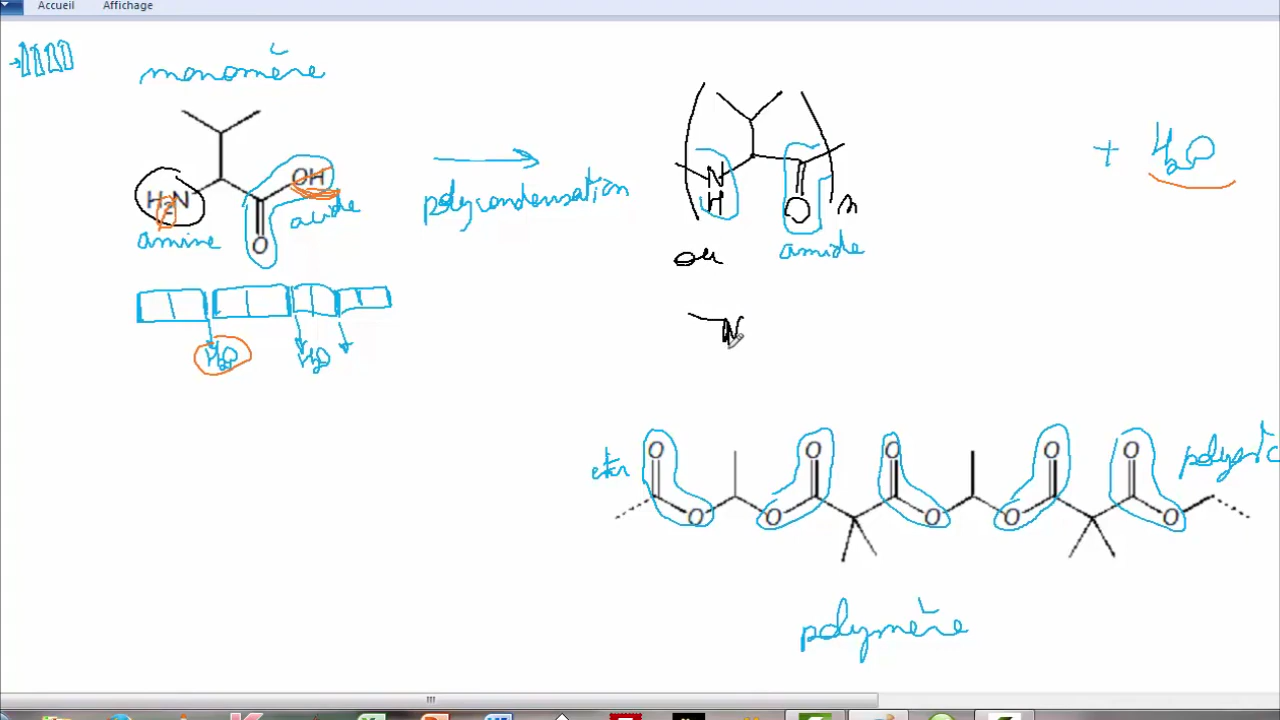 Accueil Affichage
monomère
OH
H2N
O
amine
acide
polycondensation
N
H
O
n
+ H2O
amide
ou
N
H2O H2O
O O O O O
ester
O O O O O
polymère